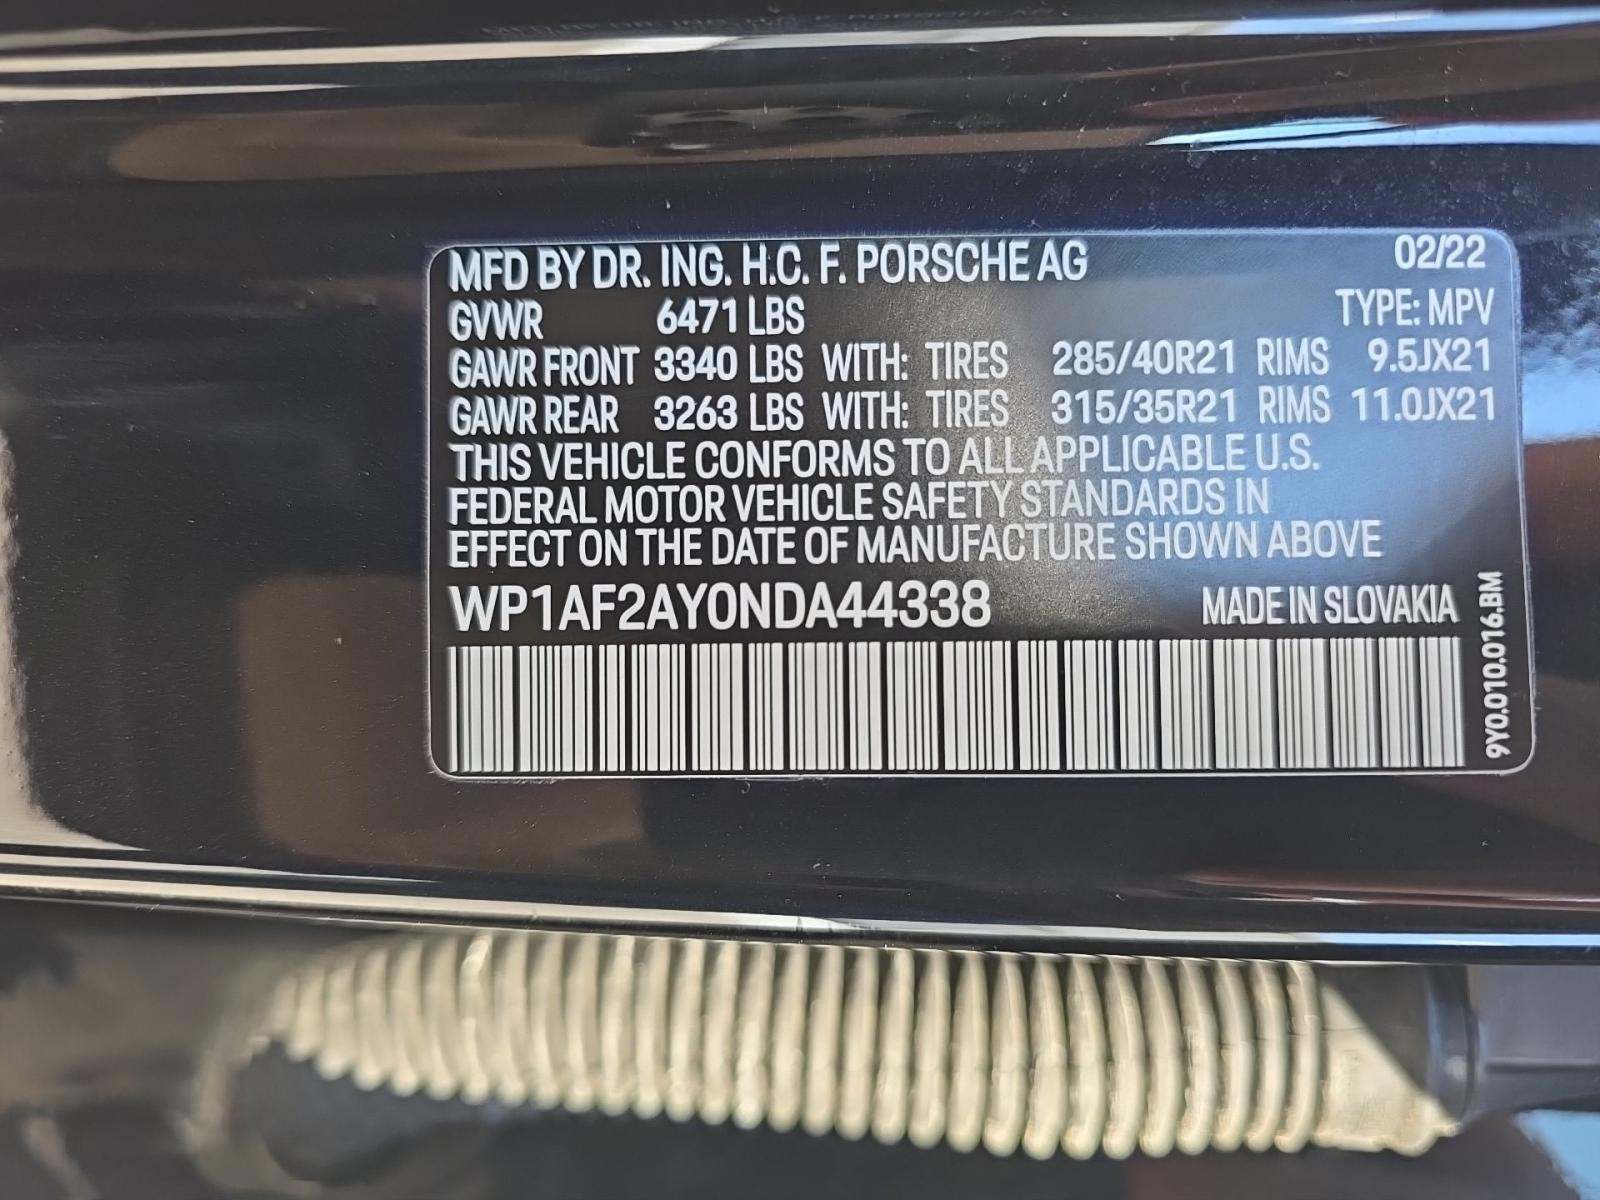 MFD BY DR. ING. H.C. F. PORSCHE AG 02/22
GVWR 6471 LBS TYPE: MPV
GAWR FRONT 3340 LBS WITH: TIRES 285/40R21 RIMS 9.5JX21
GAWR REAR 3263 LBS WITH: TIRES 315/35R21 RIMS 11.0JX21
THIS VEHICLE CONFORMS TO ALL APPLICABLE U.S.
FEDERAL MOTOR VEHICLE SAFETY STANDARDS IN
EFFECT ON THE DATE OF MANUFACTURE SHOWN ABOVE
WP1AF2AY0NDA44338 MADE IN SLOVAKIA
9Y0.010.016.BM